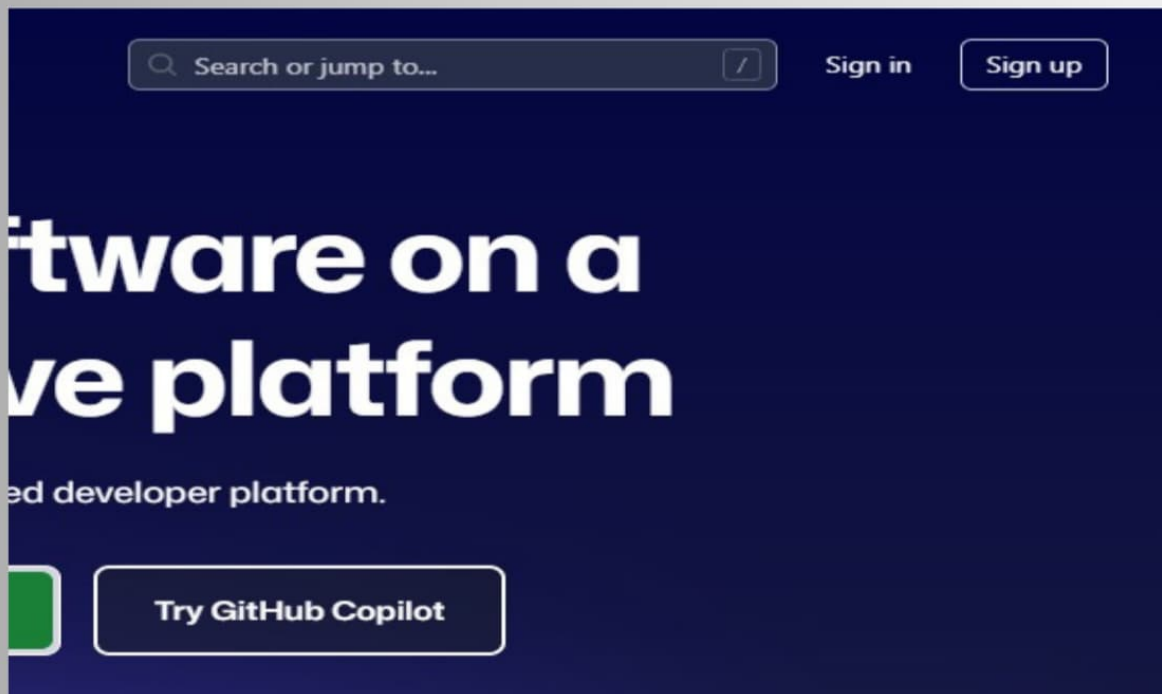 Search or jump to... /
Sign in
Sign up
ftware on a
ve platform
ed developer platform.
Try GitHub Copilot